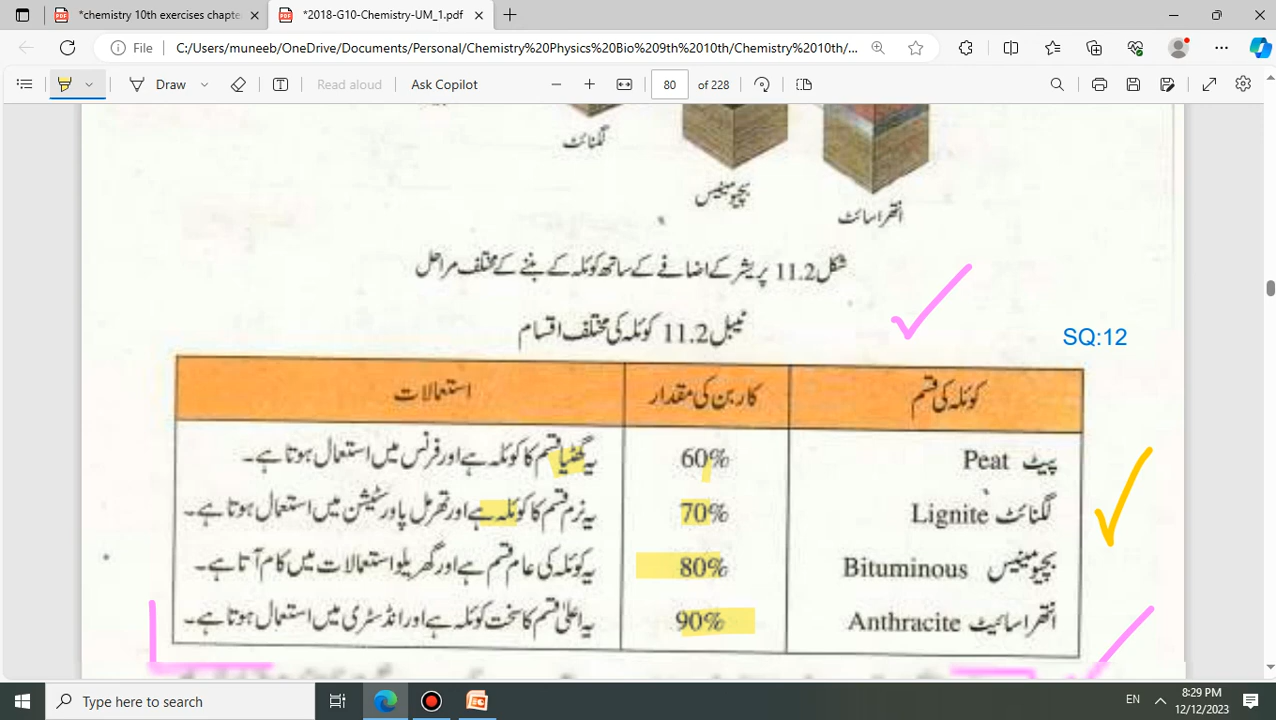 *chemistry 10th exercises chapte
*2018-G10-Chemistry-UM_1.pdf
File
C:/Users/muneeb/OneDrive/Documents/Personal/Chemistry%20Physics%20Bio%209th%2010th/Chemistry%2010th/...
Draw
Read aloud
Ask Copilot
80 of 228
لگنائٹ
بچیومینیس
انتھراسائٹ
شکل 11.2 پریشر کے اضافے کے ساتھ کوئلہ کے بننے کے مختلف مراحل
ٹیبل 11.2 کوئلہ کی مختلف اقسام
SQ:12
کوئلہ کی قسم کاربن کی مقدار استعمالات
پیٹ Peat 60% یہ گھٹیا قسم کا کوئلہ ہے اور فرنس میں استعمال ہوتا ہے۔
لگنائٹ Lignite 70% یہ نرم قسم کا کوئلہ ہے اور تھرمل پاور سٹیشن میں استعمال ہوتا ہے۔
بچیومینیس Bituminous 80% یہ کوئلہ کی عام قسم ہے اور گھریلو استعمالات میں کام آتا ہے۔
انتھراسائیٹ Anthracite 90% یہ اعلیٰ قسم کا سخت کوئلہ ہے اور انڈسٹری میں استعمال ہوتا ہے۔
Type here to search
EN
8:29 PM
12/12/2023